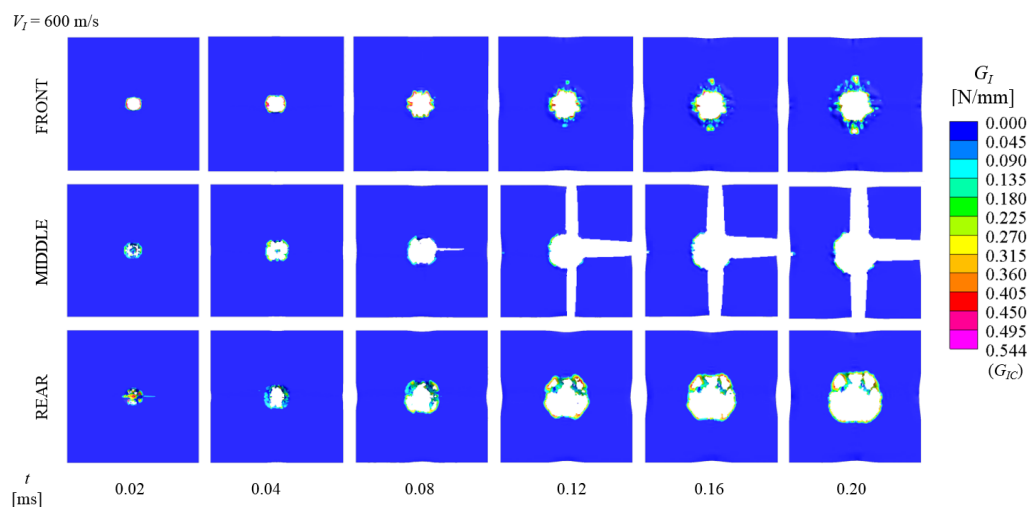 V_I = 600 m/s
FRONT
MIDDLE
REAR
t
[ms]
0.02
0.04
0.08
0.12
0.16
0.20
G_I
[N/mm]
0.000
0.045
0.090
0.135
0.180
0.225
0.270
0.315
0.360
0.405
0.450
0.495
0.544
(G_IC)